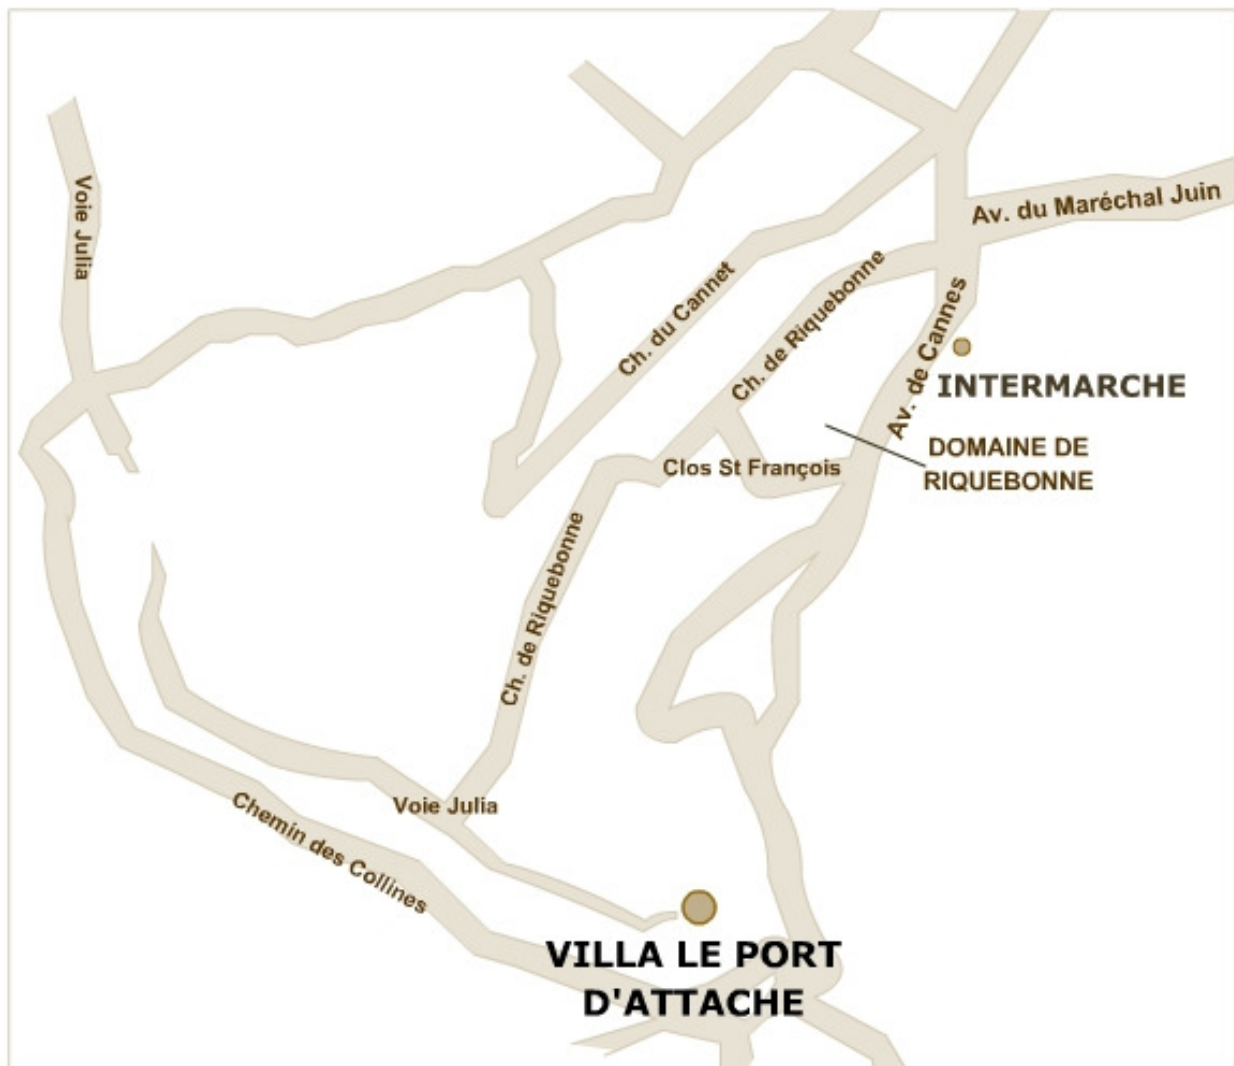 Voie Julia
Av. du Maréchal Juin
Ch. du Cannet
Ch. de Riquebonne
Av. de Cannes
INTERMARCHE
DOMAINE DE
RIQUEBONNE
Clos St François
Ch. de Riquebonne
Voie Julia
Chemin des Collines
VILLA LE PORT
D'ATTACHE